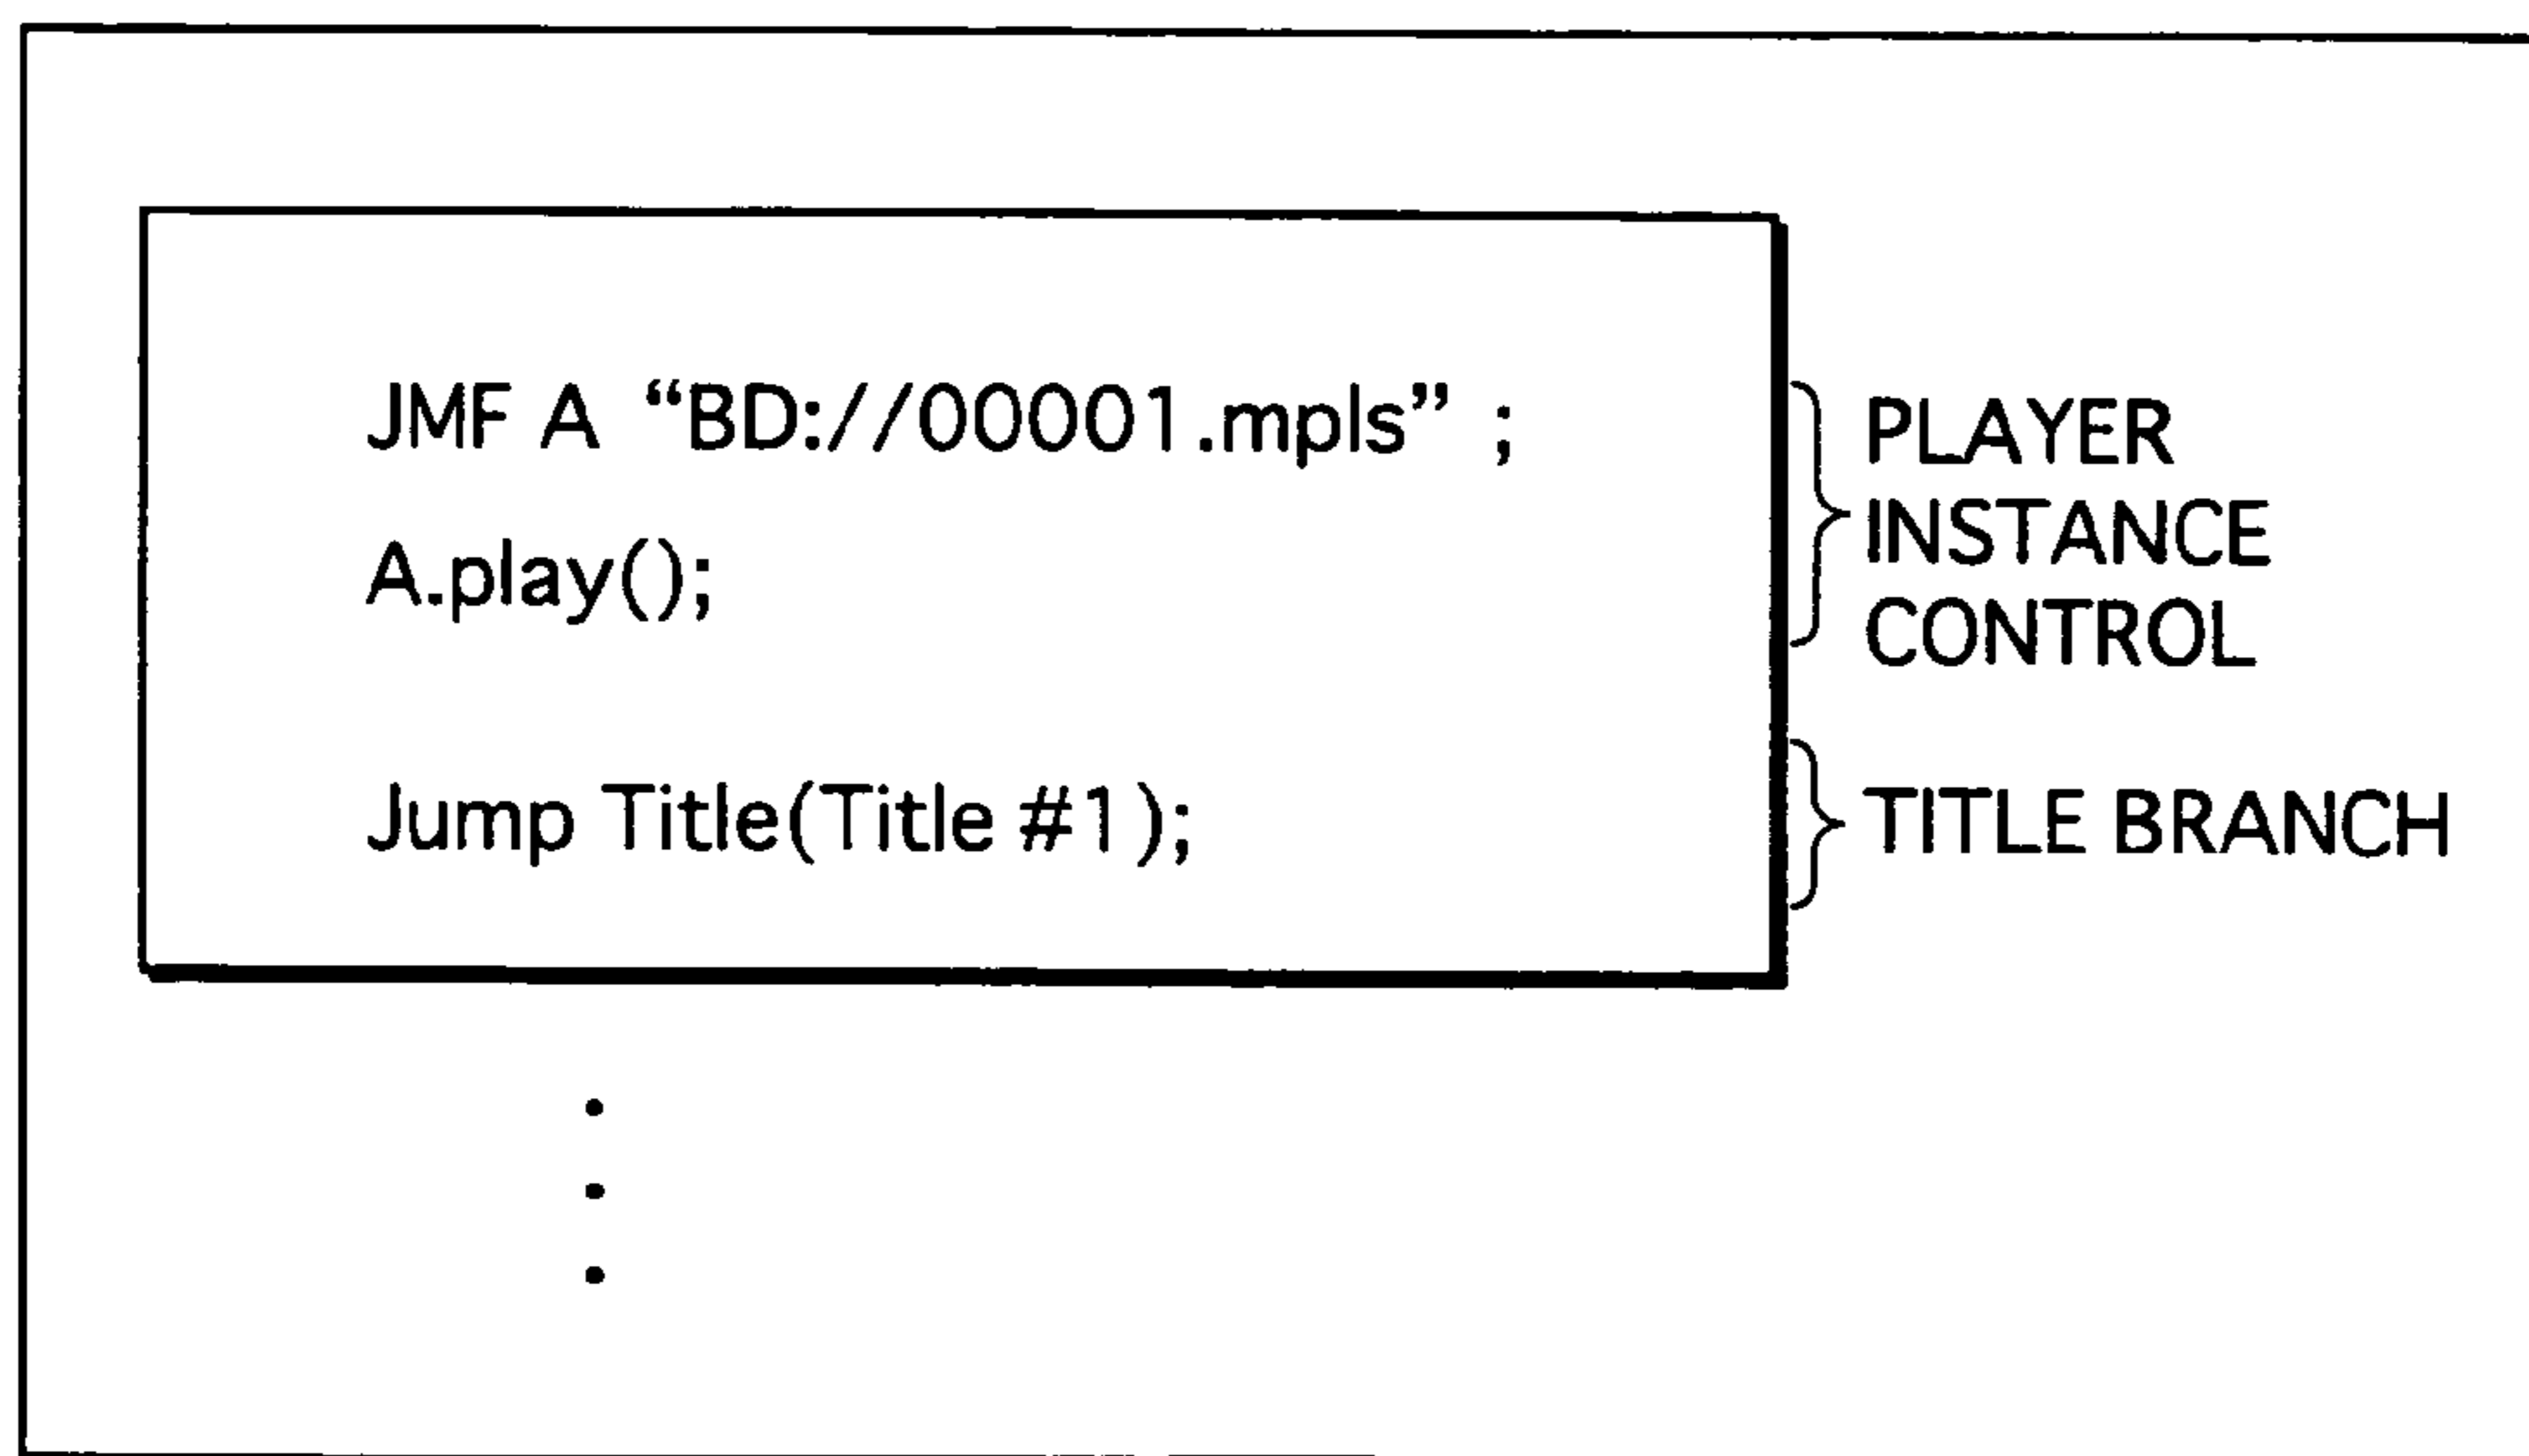 JMF A “BD://00001.mpls” ;
A.play();
Jump Title(Title #1);
PLAYER
INSTANCE
CONTROL
TITLE BRANCH